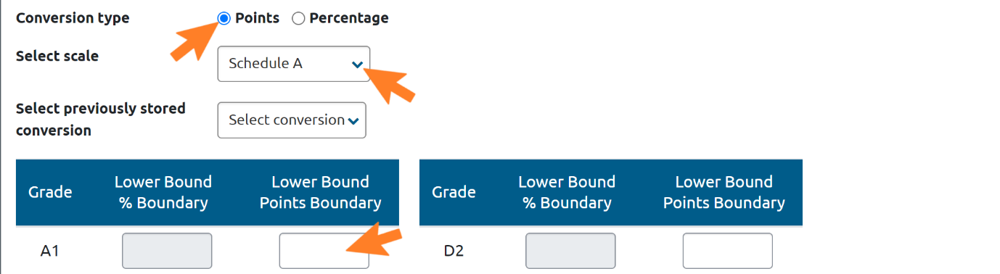 Conversion type Points Percentage
Select scale Schedule A
Select previously stored
conversion
Select conversion
Grade Lower Bound
% Boundary Lower Bound
Points Boundary
Grade Lower Bound
% Boundary Lower Bound
Points Boundary
A1
D2